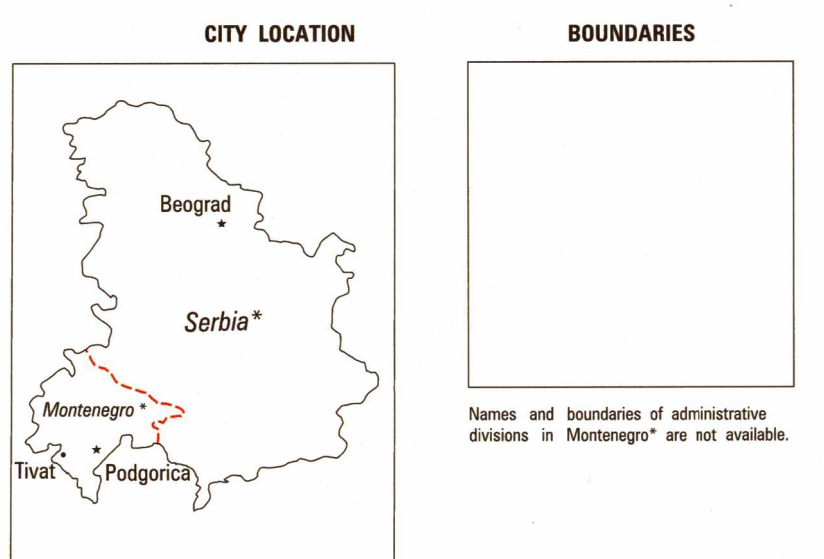 CITY LOCATION
BOUNDARIES
Beograd
Serbia*
Montenegro *
Tivat
Podgorica
Names and boundaries of administrative
divisions in Montenegro* are not available.